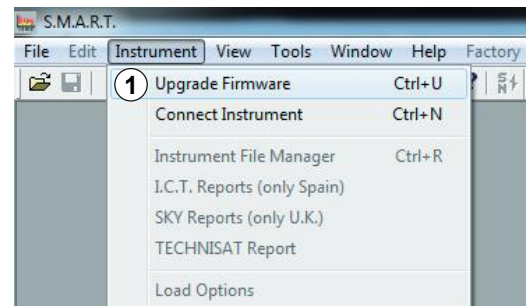 S.M.A.R.T.
File Edit Instrument View Tools Window Help Factory
1 Upgrade Firmware Ctrl+U
Connect Instrument Ctrl+N
Instrument File Manager Ctrl+R
I.C.T. Reports (only Spain)
SKY Reports (only U.K.)
TECHNISAT Report
Load Options